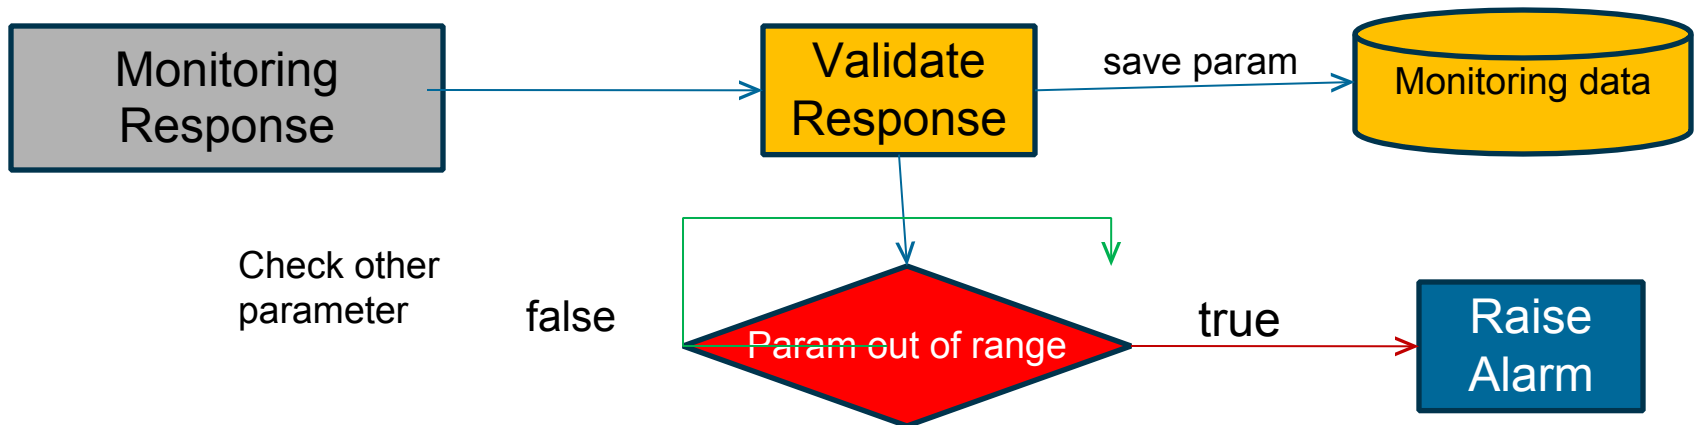 Monitoring
Response
Validate
Response
save param
Monitoring data
Check other
parameter
false
Param out of range
true
Raise
Alarm